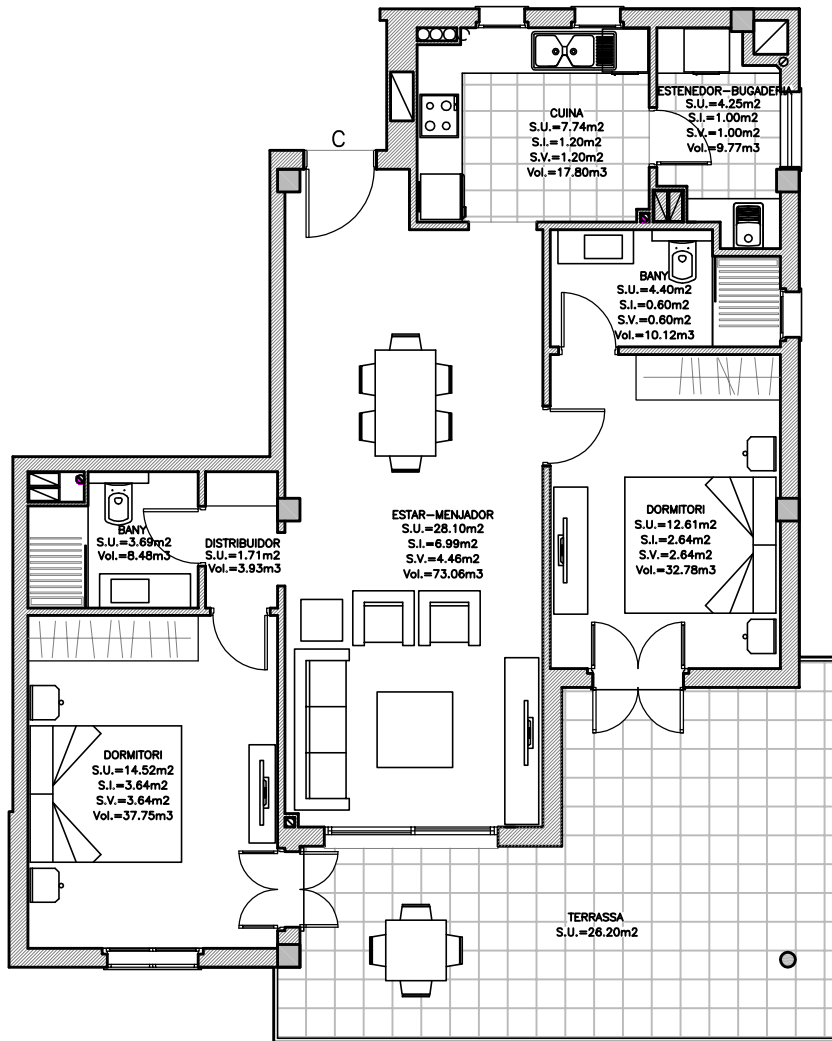 C
CUINA
S.U.=7.74m2
S.I.=1.20m2
S.V.=1.20m2
Vol.=17.80m3
ESTENEDOR-BUGADERIA
S.U.=4.25m2
S.I.=1.00m2
S.V.=1.00m2
Vol.=9.77m3
BANY
S.U.=4.40m2
S.I.=0.60m2
S.V.=0.60m2
Vol.=10.12m3
ESTAR-MENJADOR
S.U.=28.10m2
S.I.=6.99m2
S.V.=4.46m2
Vol.=73.06m3
DORMITORI
S.U.=12.61m2
S.I.=2.64m2
S.V.=2.64m2
Vol.=32.78m3
BANY
S.U.=3.69m2
Vol.=8.48m3
DISTRIBUIDOR
S.U.=1.71m2
Vol.=3.93m3
DORMITORI
S.U.=14.52m2
S.I.=3.64m2
S.V.=3.64m2
Vol.=37.75m3
TERRASSA
S.U.=26.20m2